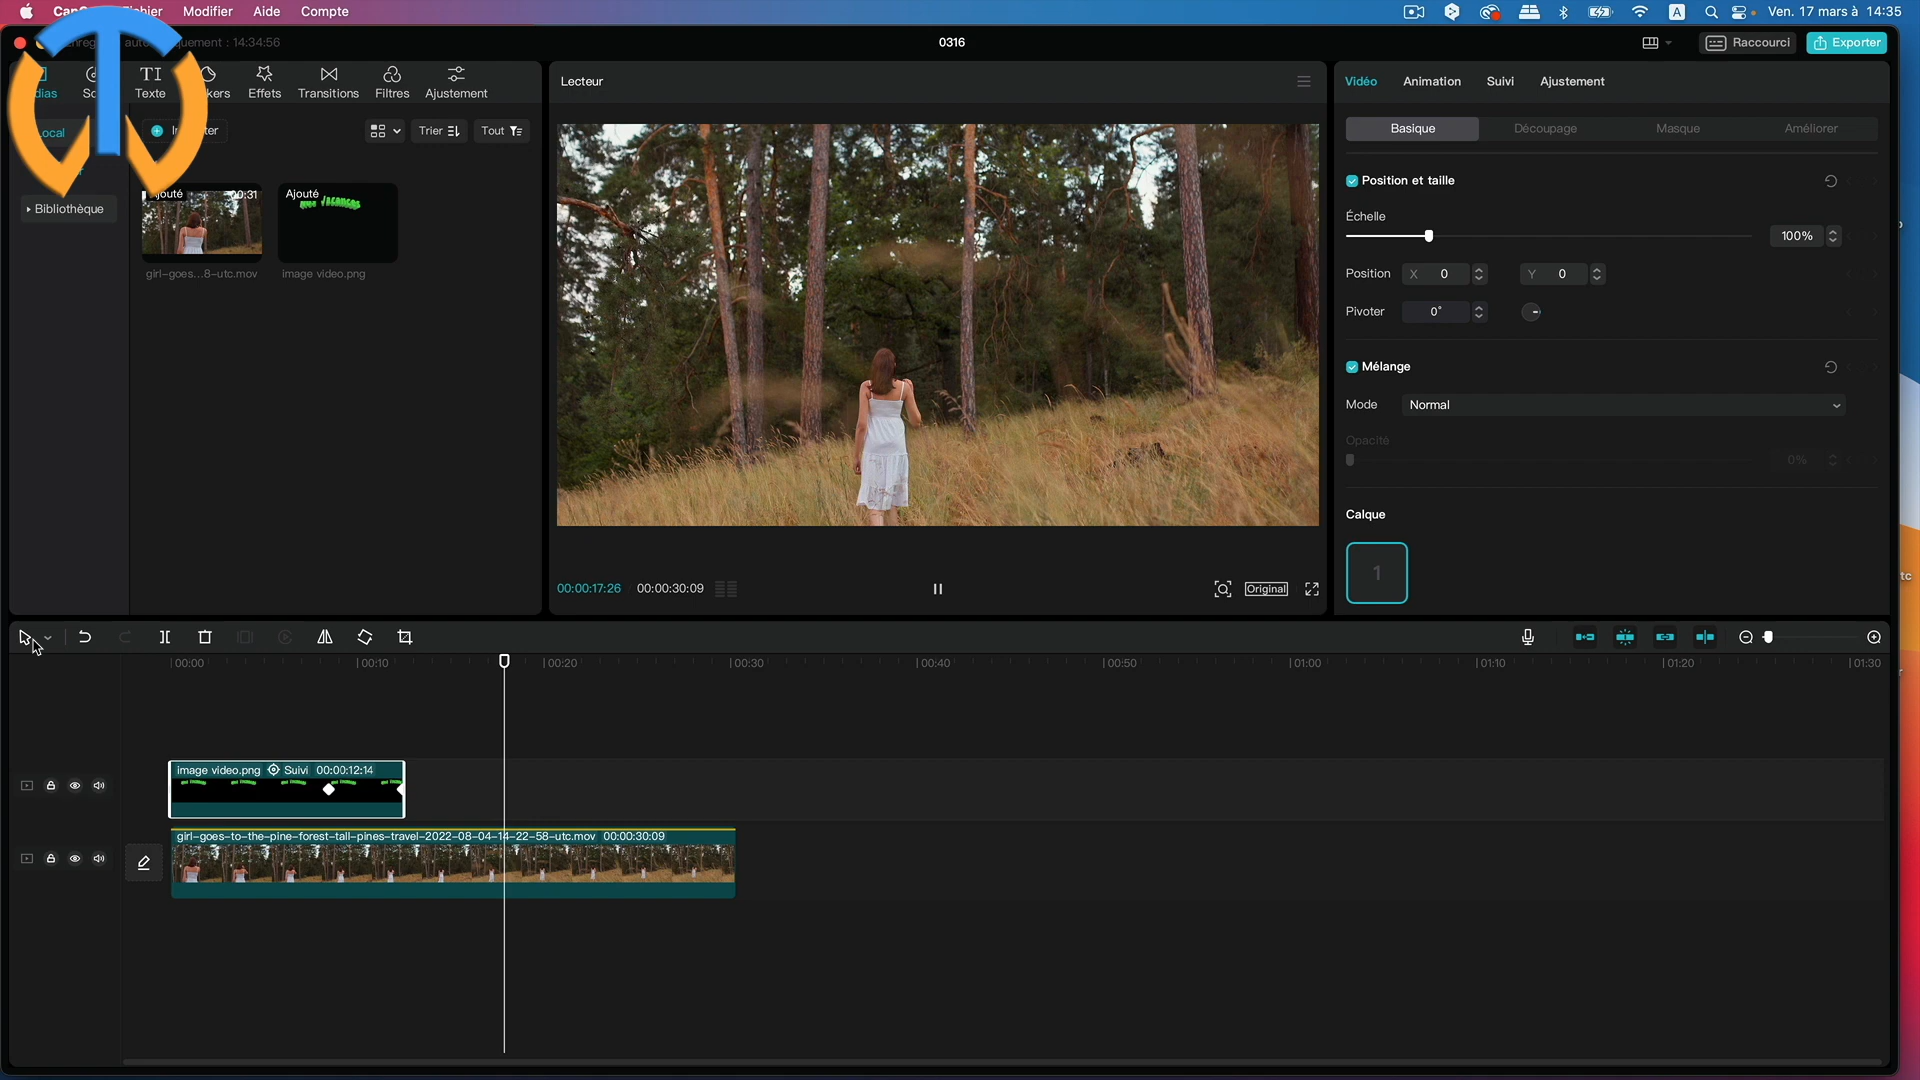 Modifier Aide Compte
A Ven. 17 mars à 14:35
0316
Raccourci
Exporter
TI
Texte Effets Transitions Filtres Ajustement
Trier Tout
Bibliothèque
Ajouté
girl-goes...8-utc.mov
image video.png
Lecteur
00:00:17:26 00:00:30:09
Original
Vidéo Animation Suivi Ajustement
Basique Découpage Masque Améliorer
Position et taille
Échelle
100%
Position X 0 Y 0
Pivoter 0°
Mélange
Mode Normal
Opacité
0%
Calque
1
00:00 00:10 00:20 00:30 00:40 00:50 01:00 01:10 01:20 01:30
image video.png Suivi 00:00:12:14
girl-goes-to-the-pine-forest-tall-pines-travel-2022-08-04-14-22-58-utc.mov 00:00:30:09